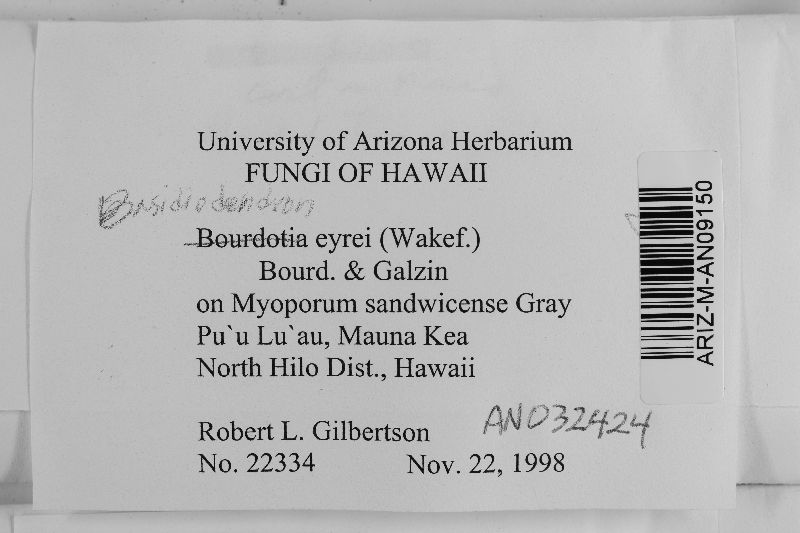 University of Arizona Herbarium
FUNGI OF HAWAII
Basidiodendron
Bourdotia eyrei (Wakef.)
Bourd. & Galzin
on Myoporum sandwicense Gray
Pu`u Lu`au, Mauna Kea
North Hilo Dist., Hawaii
Robert L. Gilbertson
AN032424
No. 22334 Nov. 22, 1998
ARIZ-M-AN09150